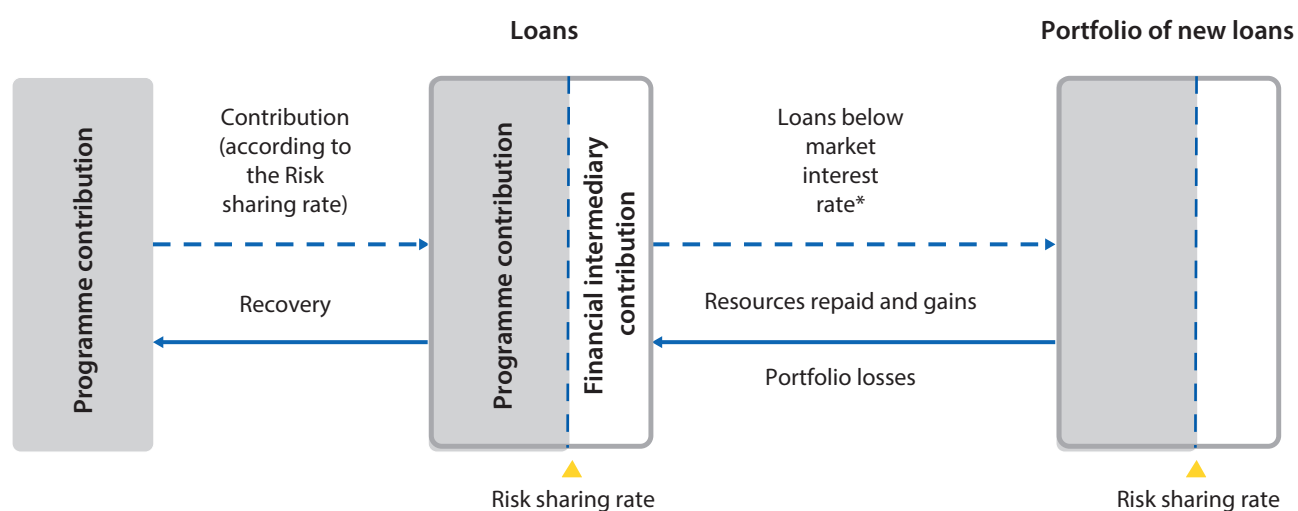 Loans
Portfolio of new loans
Programme contribution
Contribution
(according to
the Risk
sharing rate)
Recovery
Programme contribution
Financial intermediary
contribution
Loans below
market
interest
rate*
Resources repaid and gains
Portfolio losses
Risk sharing rate
Risk sharing rate